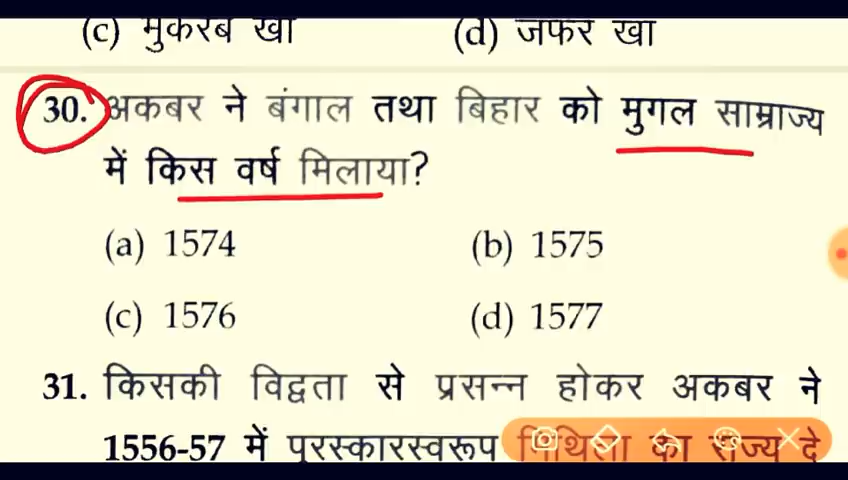 (c) मुकरब खाँ (d) जफर खाँ
30. अकबर ने बंगाल तथा बिहार को मुगल साम्राज्य
में किस वर्ष मिलाया?
(a) 1574 (b) 1575
(c) 1576 (d) 1577
31. किसकी विद्वता से प्रसन्न होकर अकबर ने
1556-57 में पुरस्कारस्वरूप मिथिला का राज्य दे